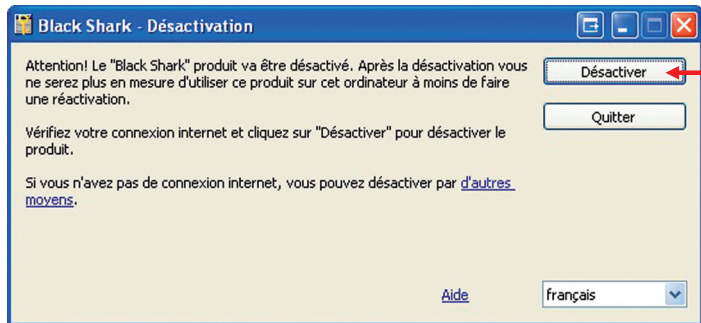 Black Shark - Désactivation
Attention! Le "Black Shark" produit va être désactivé. Après la désactivation vous
ne serez plus en mesure d'utiliser ce produit sur cet ordinateur à moins de faire
une réactivation.
Désactiver
Quitter
Vérifiez votre connexion internet et cliquez sur "Désactiver" pour désactiver le
produit.
Si vous n'avez pas de connexion internet, vous pouvez désactiver par d'autres
moyens.
Aide
français